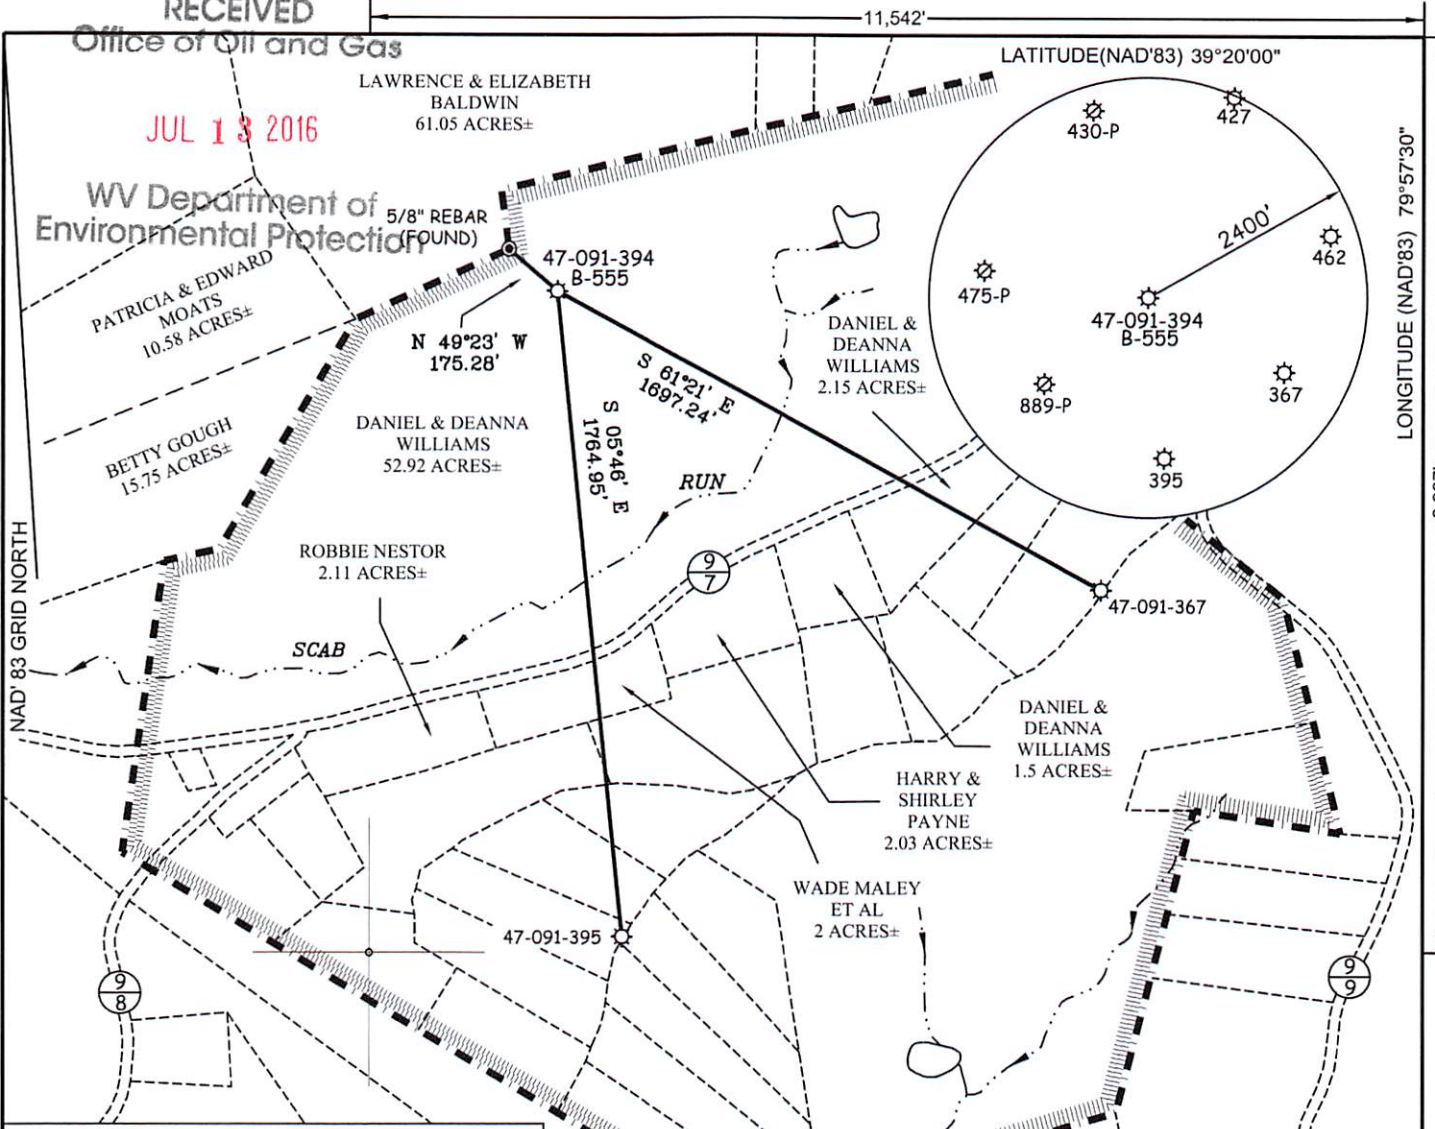 RECEIVED
Office of Oil and Gas
JUL 13 2016
WV Department of
Environmental Protection
11,542'
LATITUDE(NAD'83) 39°20'00"
LONGITUDE (NAD'83) 79°57'30"
LAWRENCE & ELIZABETH
BALDWIN
61.05 ACRES±
5/8" REBAR
(FOUND)
47-091-394
B-555
PATRICIA & EDWARD
MOATS
10.58 ACRES±
N 49°23' W
175.28'
BETTY GOUGH
15.75 ACRES±
DANIEL & DEANNA
WILLIAMS
52.92 ACRES±
S 61°21' E
1697.24'
S 05°46' E
1764.95'
DANIEL &
DEANNA
WILLIAMS
2.15 ACRES±
430-P
427
2400'
462
475-P
47-091-394
B-555
889-P
367
395
RUN
9
7
ROBBIE NESTOR
2.11 ACRES±
SCAB
NAD' 83 GRID NORTH
47-091-367
DANIEL &
DEANNA
WILLIAMS
1.5 ACRES±
HARRY &
SHIRLEY
PAYNE
2.03 ACRES±
WADE MALEY
ET AL
2 ACRES±
47-091-395
9
8
9
9